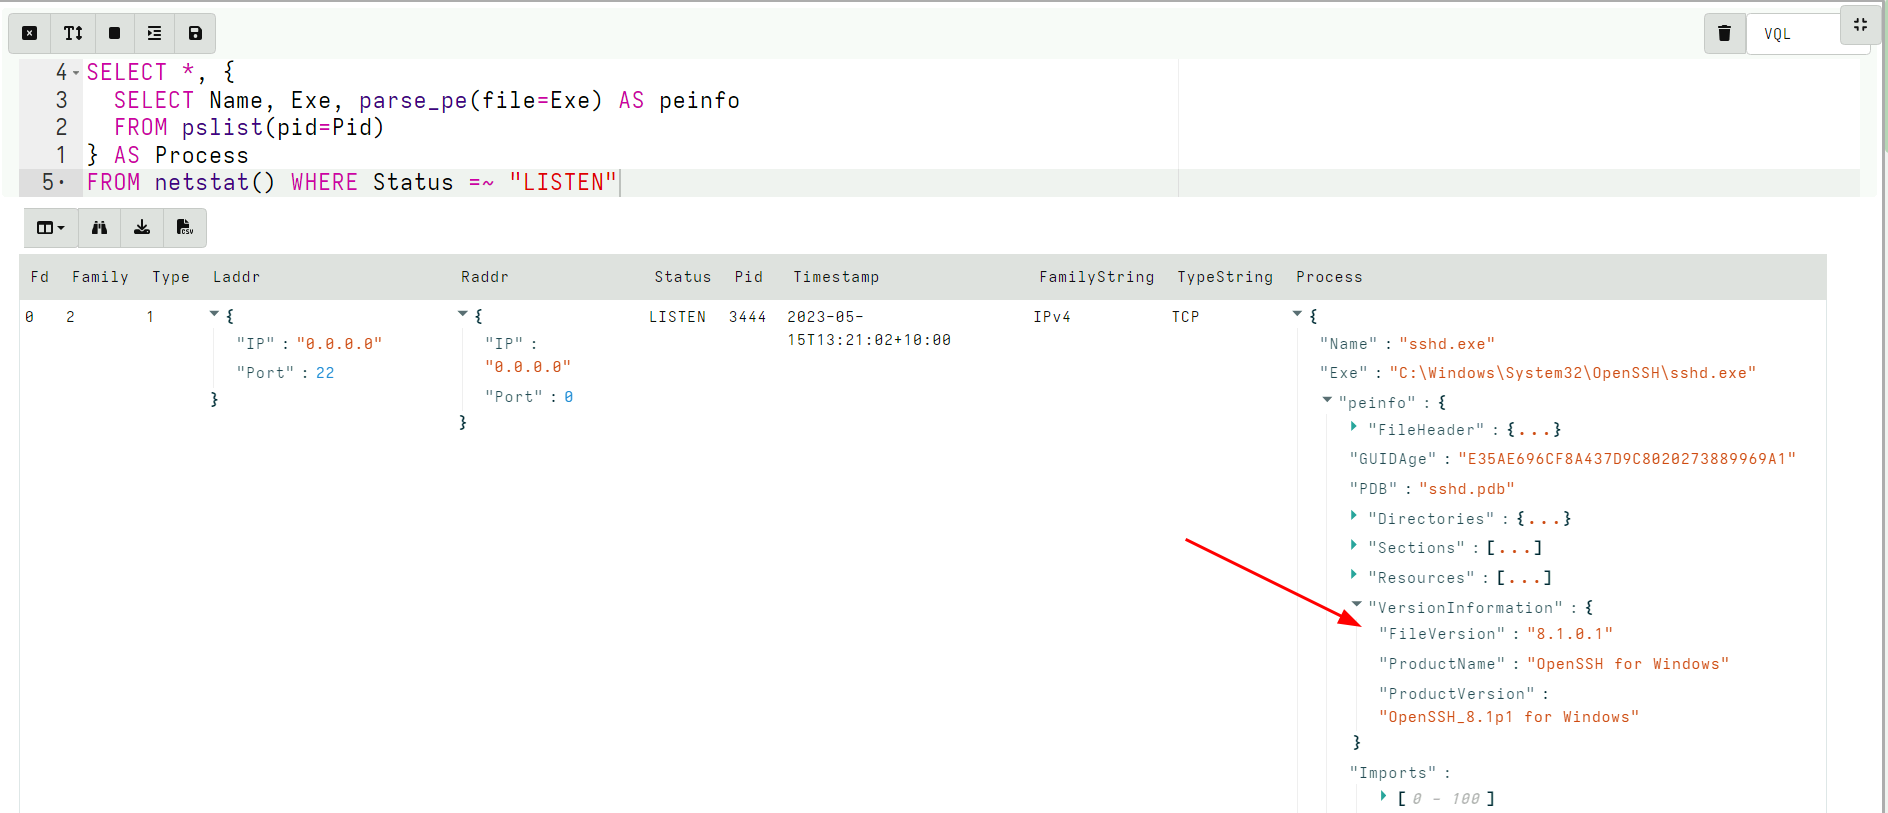 VQL
4 SELECT *, {
3 SELECT Name, Exe, parse_pe(file=Exe) AS peinfo
2 FROM pslist(pid=Pid)
1 } AS Process
5 FROM netstat() WHERE Status =~ "LISTEN"
CSV
Fd Family Type Laddr Raddr Status Pid Timestamp FamilyString TypeString Process
0 2 1 { { LISTEN 3444 2023-05- IPv4 TCP {
15T13:21:02+10:00
"IP" : "0.0.0.0"
"Port" : 22
}
"IP" :
"0.0.0.0"
"Port" : 0
}
"Name" : "sshd.exe"
"Exe" : "C:\Windows\System32\OpenSSH\sshd.exe"
"peinfo" : {
"FileHeader" : {...}
"GUIDAge" : "E35AE696CF8A437D9C8020273889969A1"
"PDB" : "sshd.pdb"
"Directories" : {...}
"Sections" : [...]
"Resources" : [...]
"VersionInformation" : {
"FileVersion" : "8.1.0.1"
"ProductName" : "OpenSSH for Windows"
"ProductVersion" :
"OpenSSH_8.1p1 for Windows"
}
"Imports" :
[ 0 - 100 ]